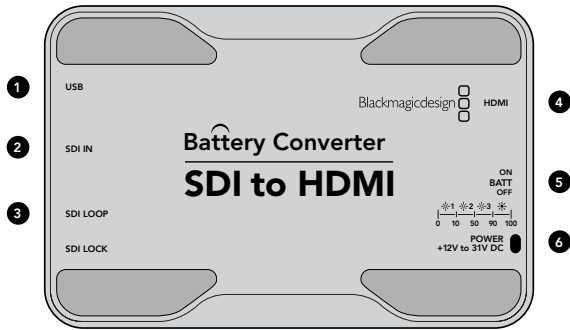 1
USB
2
SDI IN
3
SDI LOOP
SDI LOCK
Battery Converter
SDI to HDMI
Blackmagicdesign
HDMI
4
ON
BATT
OFF
5
1 2 3
0 10 50 90 100
POWER
+12V to 31V DC
6